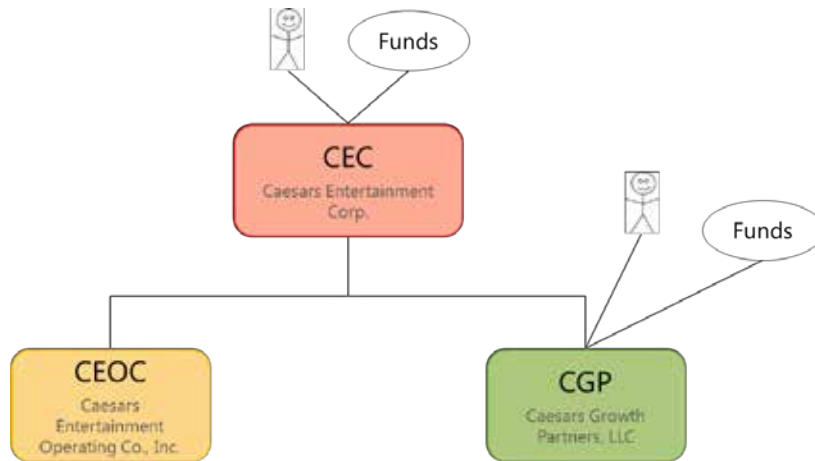 Funds
CEC
Caesars Entertainment
Corp.
Funds
CEOC
Caesars
Entertainment
Operating Co., Inc.
CGP
Caesars Growth
Partners, LLC